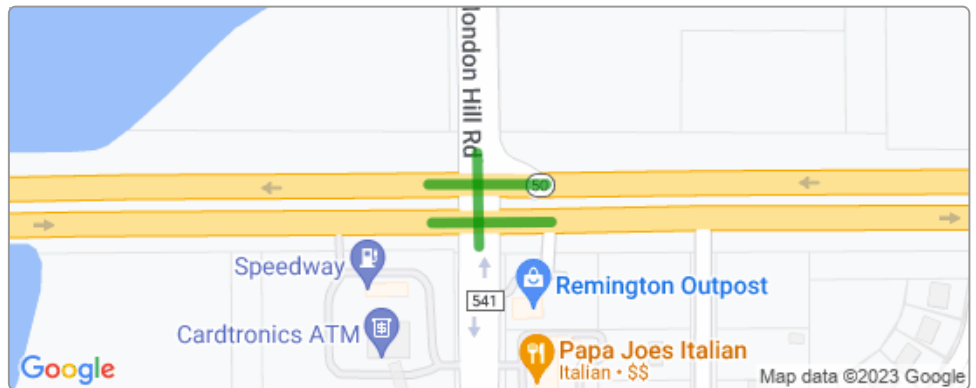 london Hill Rd
50
Speedway
541
Remington Outpost
Cardtronics ATM
Papa Joes Italian
Italian • $$
Google
Map data ©2023 Google